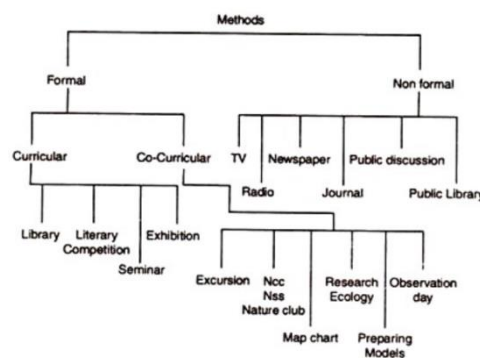 Methods
Formal
Non formal
Curricular
Co-Curricular
TV
Newspaper
Public discussion
Radio
Journal
Public Library
Library
Literary
Competition
Exhibition
Seminar
Excursion
Ncc
Nss
Nature club
Research
Ecology
Observation
day
Map chart
Preparing
Models